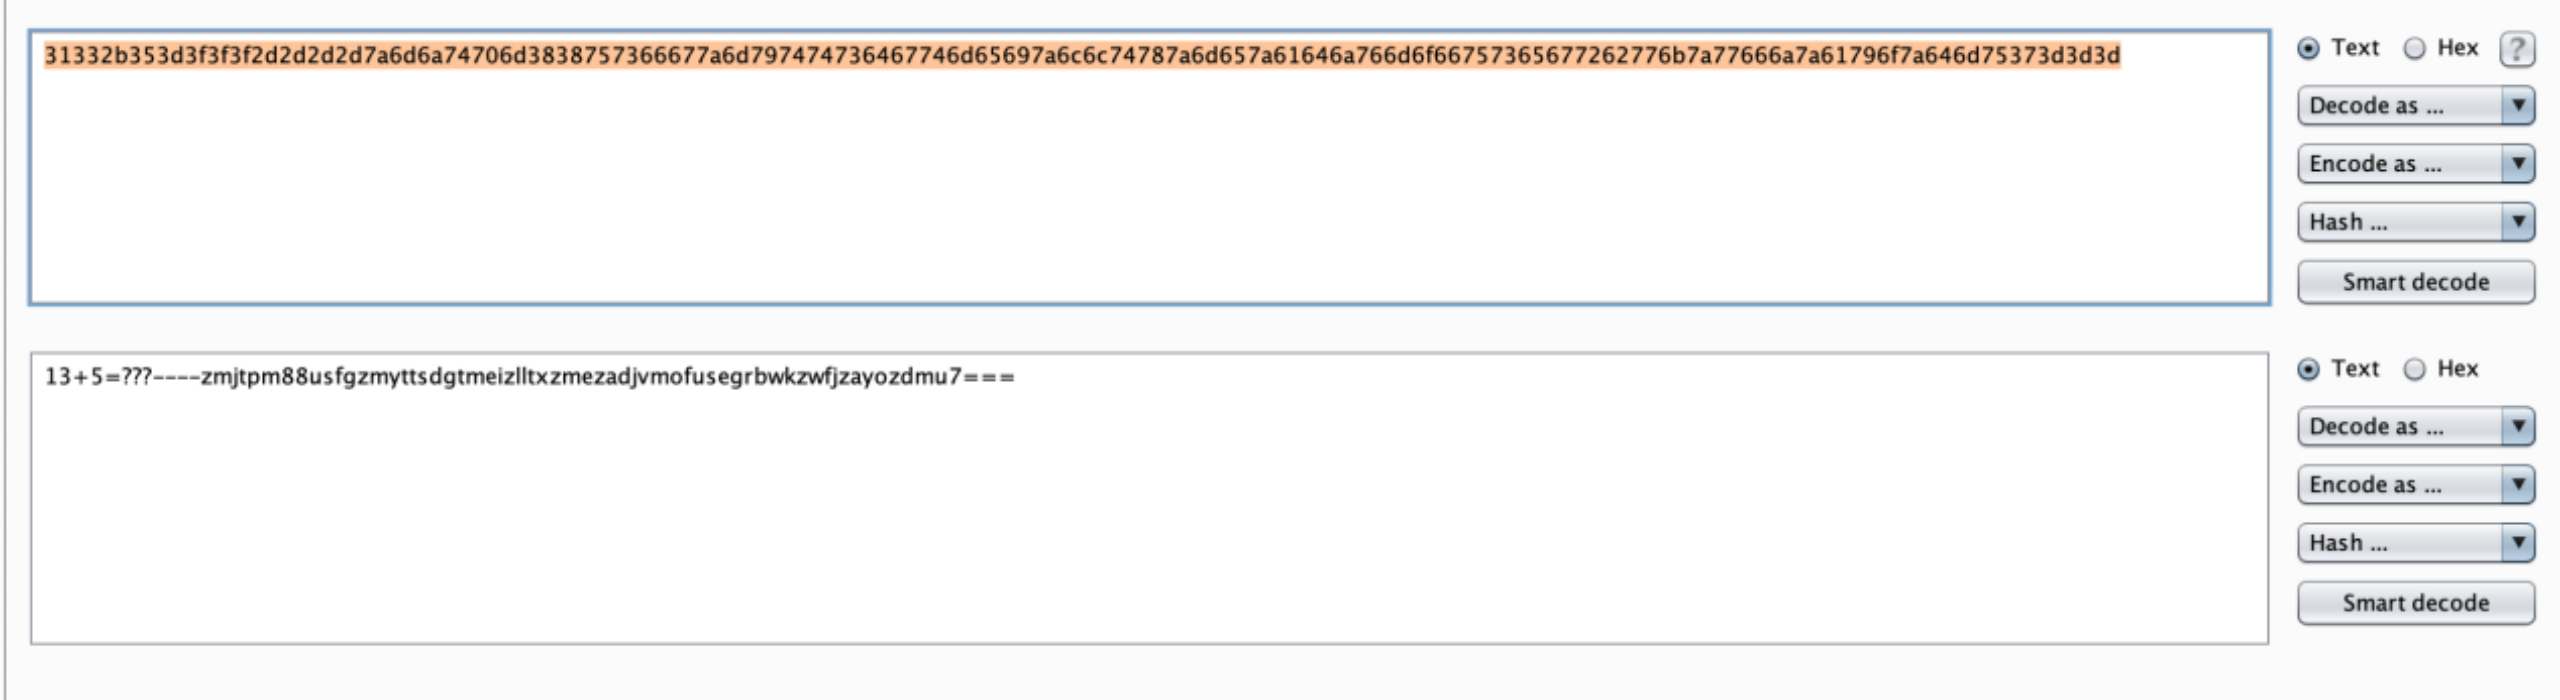 31332b353d3f3f3f2d2d2d2d7a6d6a74706d3838757366677a6d797474736467746d65697a6c6c74787a6d657a61646a766d6f66757365677262776b7a77666a7a61796f7a646d75373d3d3d
Text Hex ?
Decode as ...
Encode as ...
Hash ...
Smart decode
13+5=???----zmjtpm88usfgzmyttsdgtmeizlltxzmezadjvmofusegrbwkzwfjzayozdmu7===
Text Hex
Decode as ...
Encode as ...
Hash ...
Smart decode